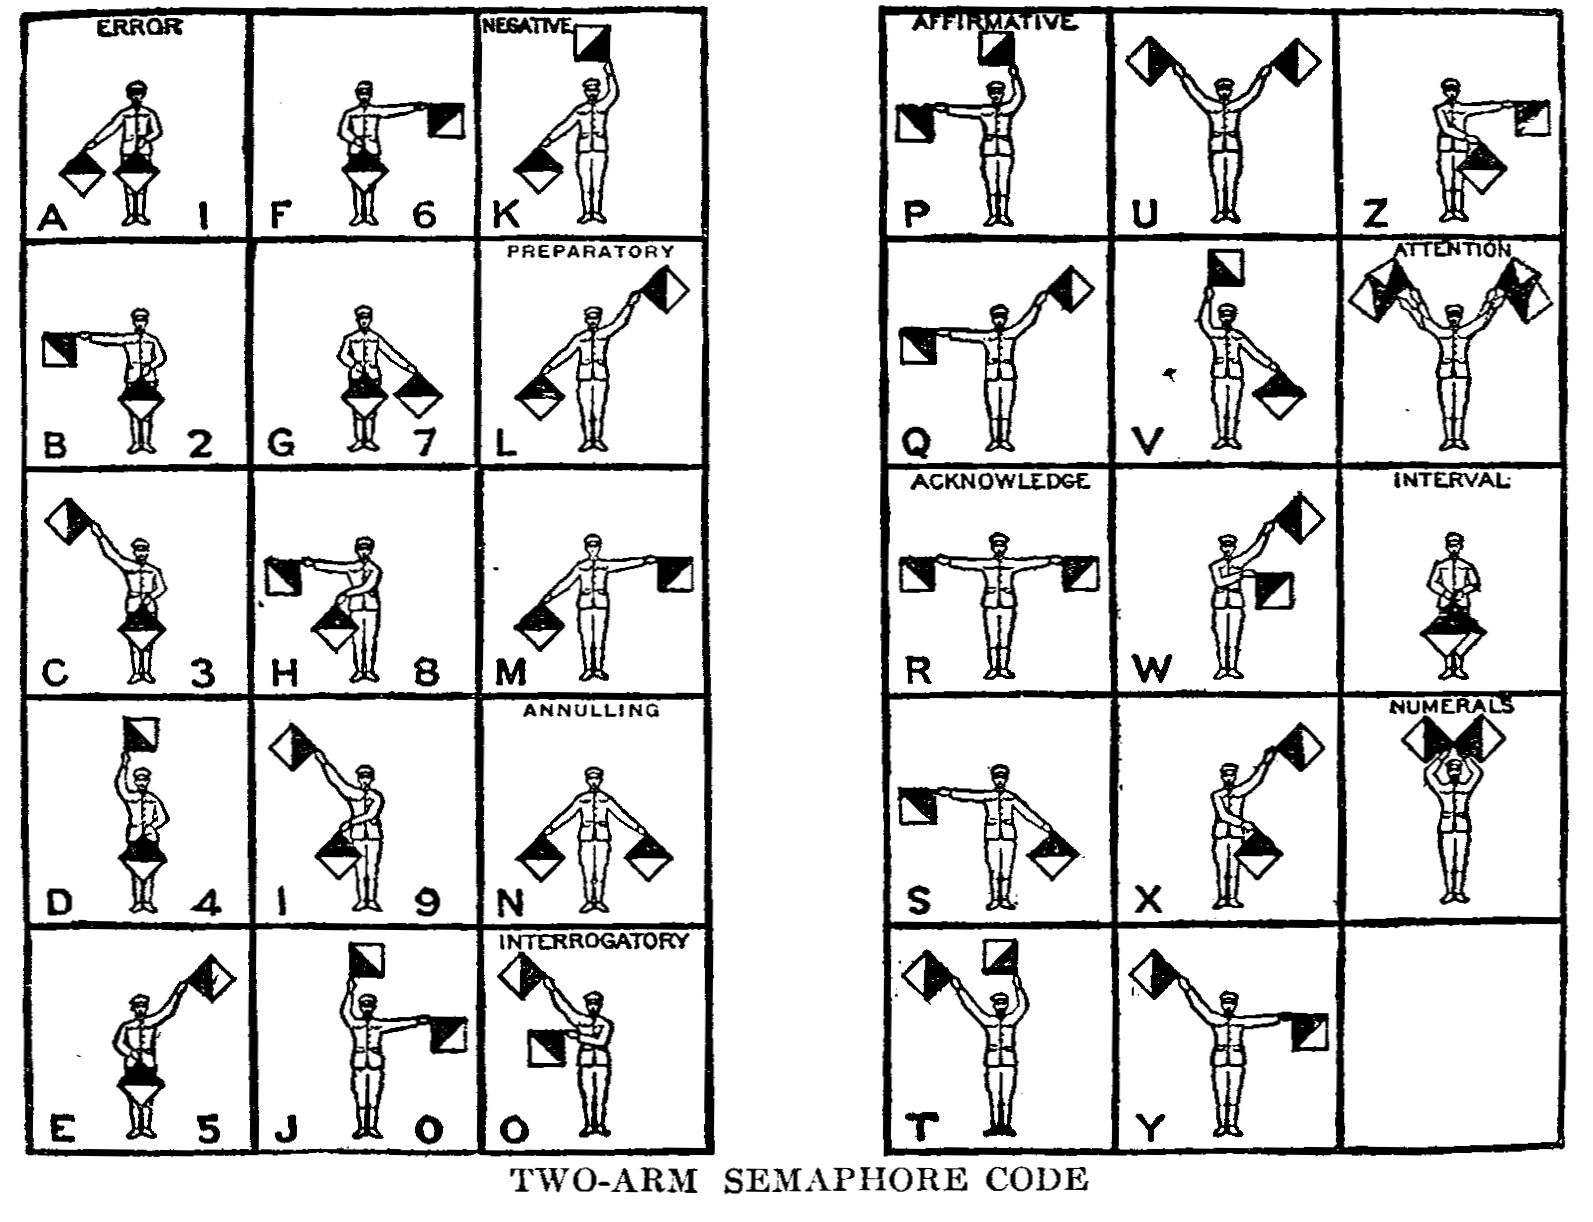 ERROR
A 1
F 6
NEGATIVE
K
B 2
G 7
PREPARATORY
L
C 3
H 8
M
D 4
I 9
ANNULLING
N
E 5
J 0
INTERROGATORY
O
AFFIRMATIVE
P
U
Z
Q
V
ATTENTION
ACKNOWLEDGE
R
W
INTERVAL
S
X
NUMERALS
T
Y
TWO-ARM SEMAPHORE CODE